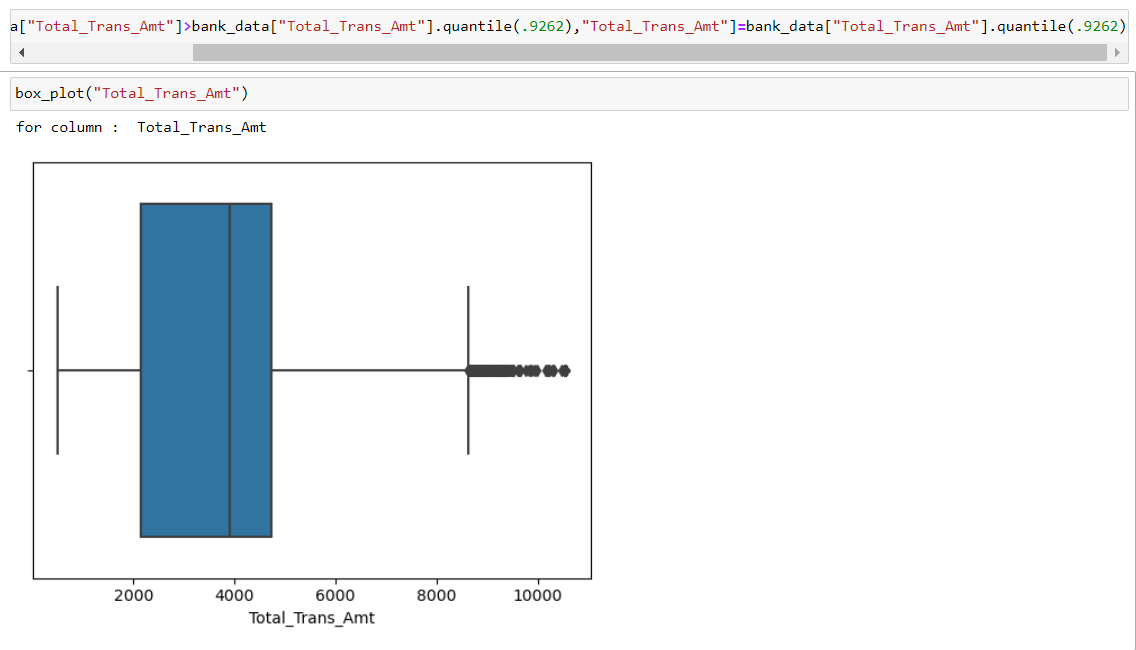 a["Total_Trans_Amt"]>bank_data["Total_Trans_Amt"].quantile(.9262),"Total_Trans_Amt"]=bank_data["Total_Trans_Amt"].quantile(.9262)
box_plot("Total_Trans_Amt")
for column :  Total_Trans_Amt
2000 4000 6000 8000 10000
Total_Trans_Amt